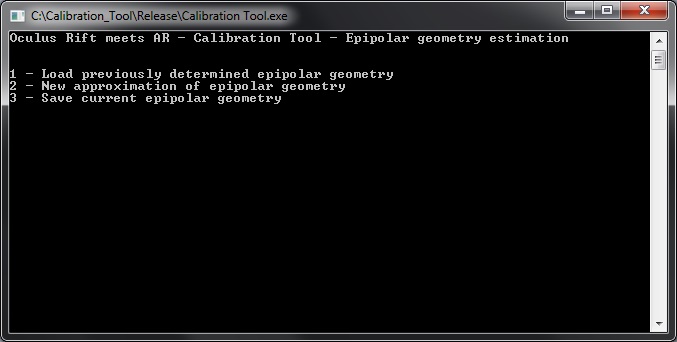 C:\Calibration_Tool\Release\Calibration Tool.exe
Oculus Rift meets AR - Calibration Tool - Epipolar geometry estimation
1 - Load previously determined epipolar geometry
2 - New approximation of epipolar geometry
3 - Save current epipolar geometry